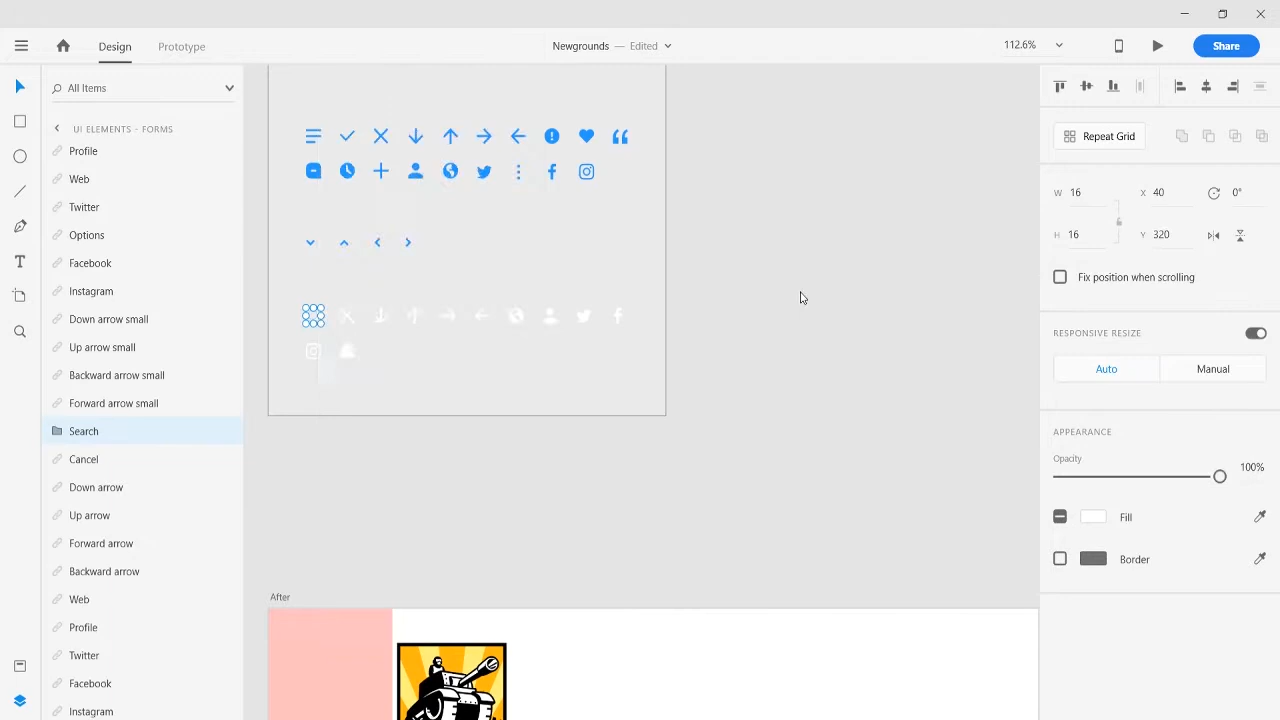 Design
Prototype
Newgrounds — Edited
112.6%
Share
All Items
UI ELEMENTS - FORMS
Profile
Web
Twitter
Options
Facebook
Instagram
Down arrow small
Up arrow small
Backward arrow small
Forward arrow small
Search
Cancel
Down arrow
Up arrow
Forward arrow
Backward arrow
Web
Profile
Twitter
Facebook
Instagram
After
Repeat Grid
W 16
X 40
0°
H 16
Y 320
Fix position when scrolling
RESPONSIVE RESIZE
Auto
Manual
APPEARANCE
Opacity
100%
Fill
Border